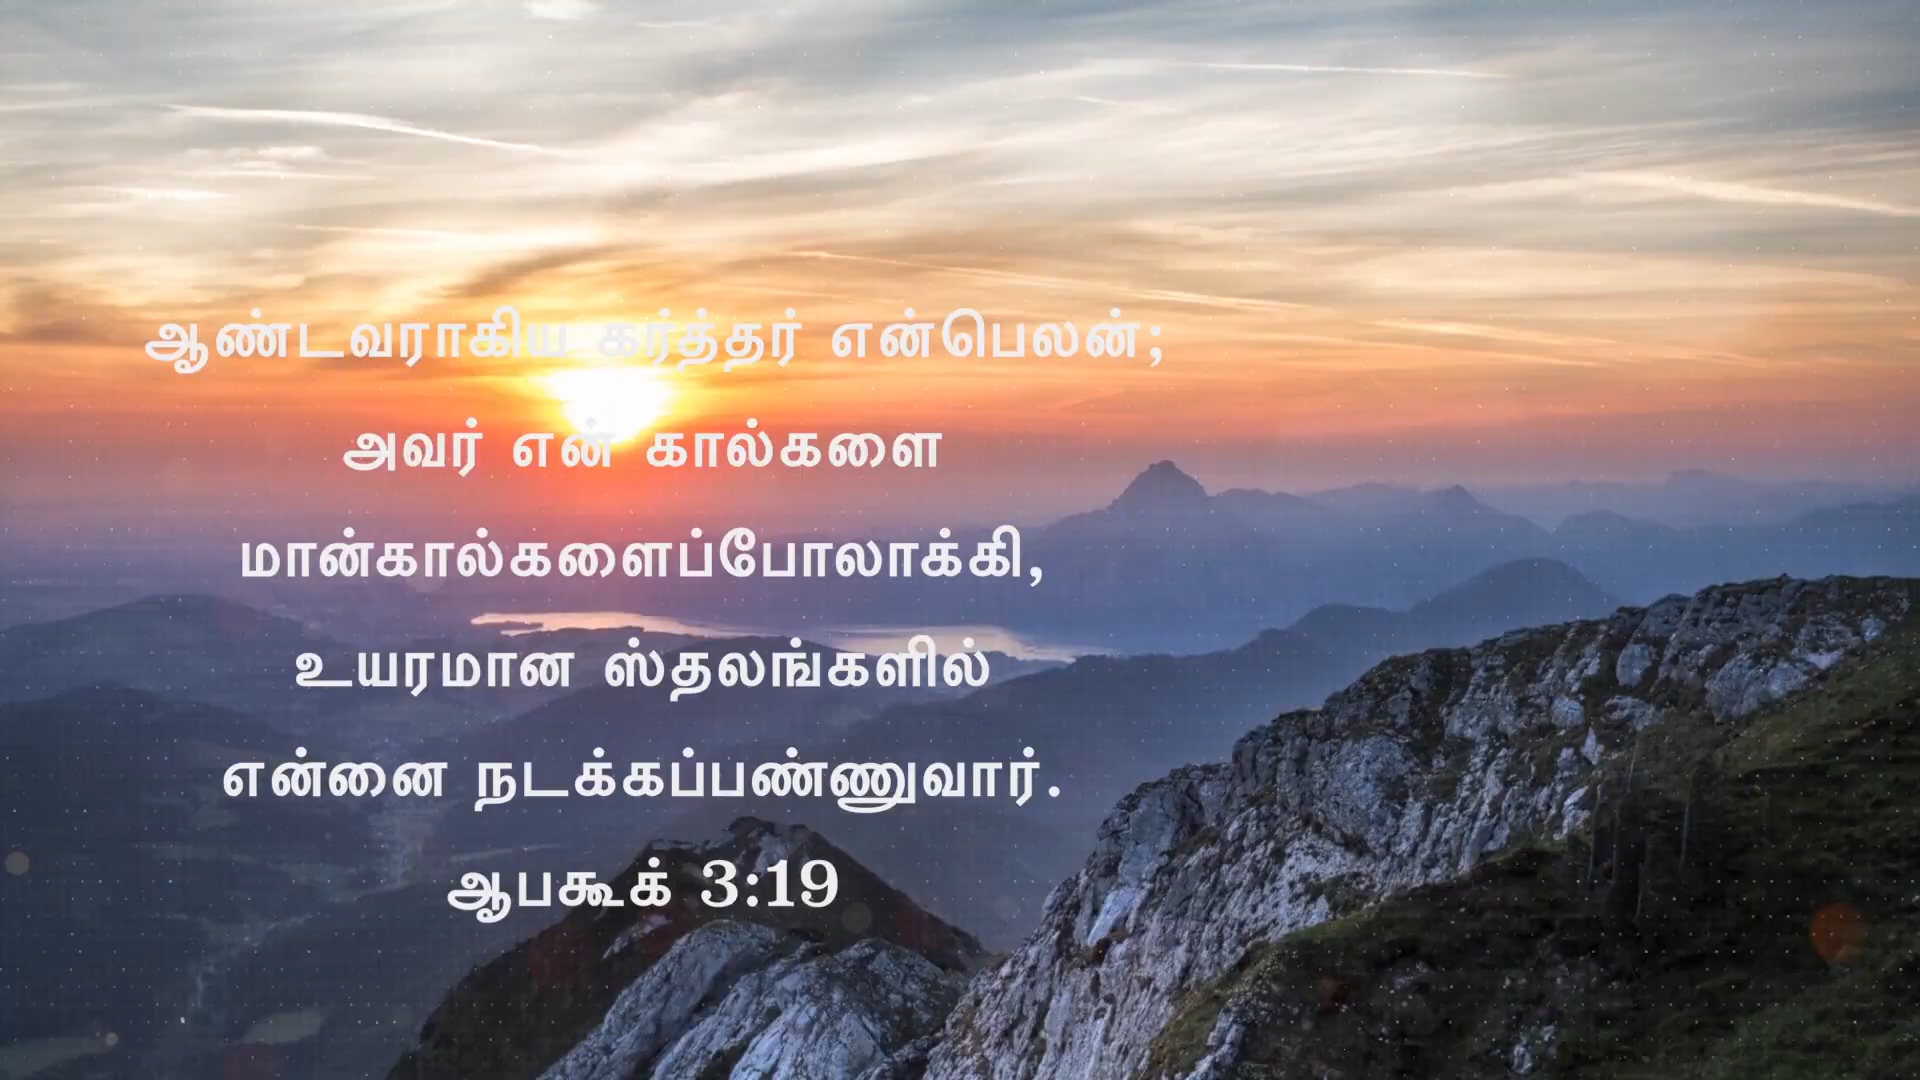 ஆண்டவராகிய கர்த்தர் என்பெலன்;
அவர் என் கால்களை
மான்கால்களைப்போலாக்கி,
உயரமான ஸ்தலங்களில்
என்னை நடக்கப்பண்ணுவார்.
ஆபகூக் 3:19